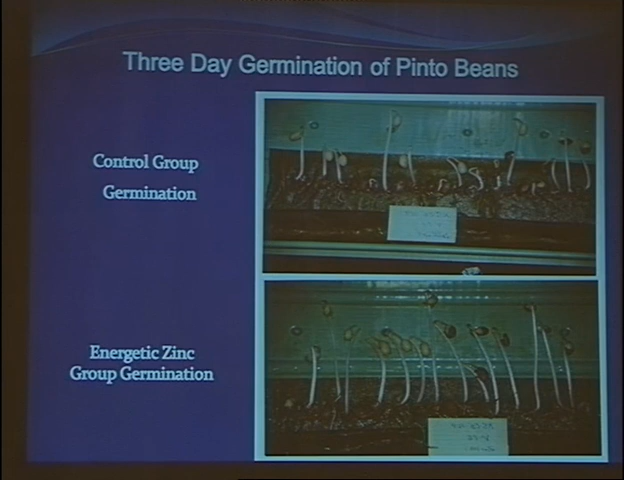 Three Day Germination of Pinto Beans
Control Group
Germination
Energetic Zinc
Group Germination